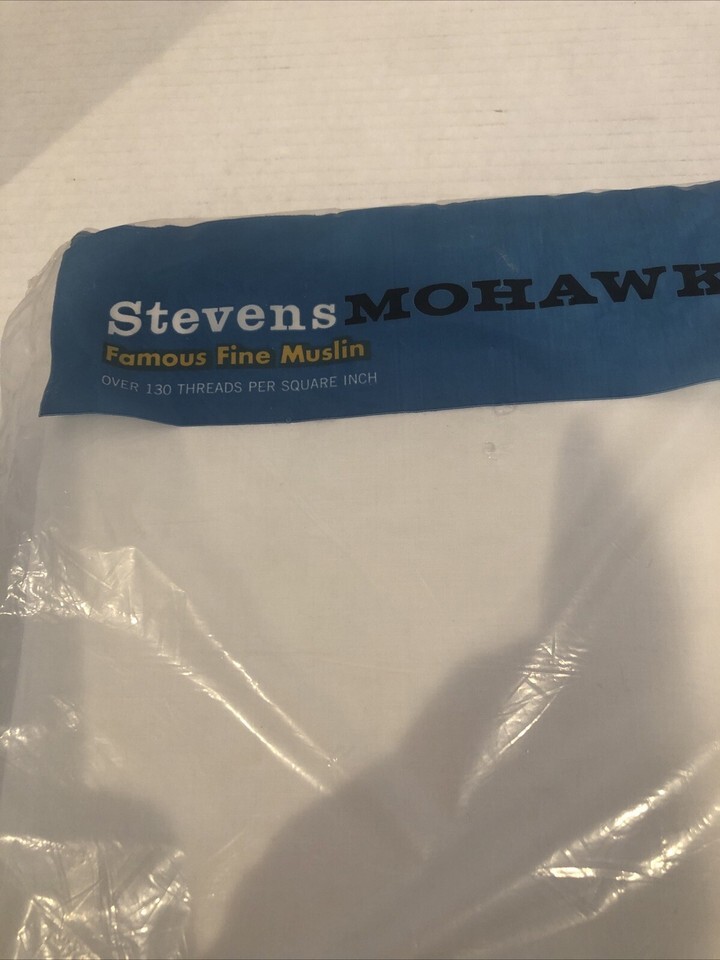 Stevens MOHAWK
Famous Fine Muslin
OVER 130 THREADS PER SQUARE INCH